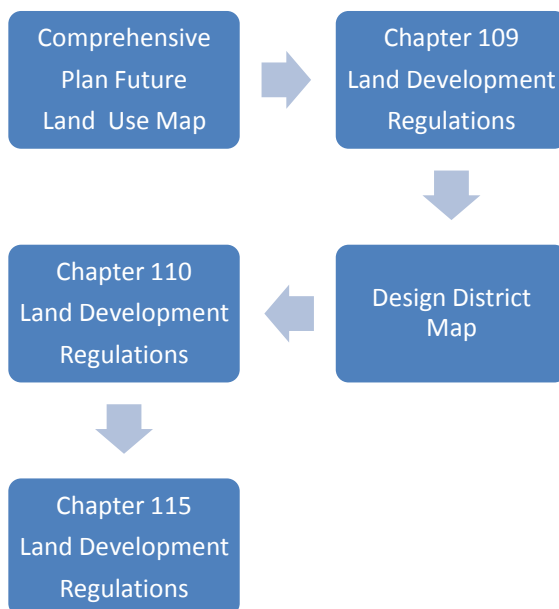 Comprehensive
Plan Future
Land Use Map
Chapter 109
Land Development
Regulations
Design District
Map
Chapter 110
Land Development
Regulations
Chapter 115
Land Development
Regulations